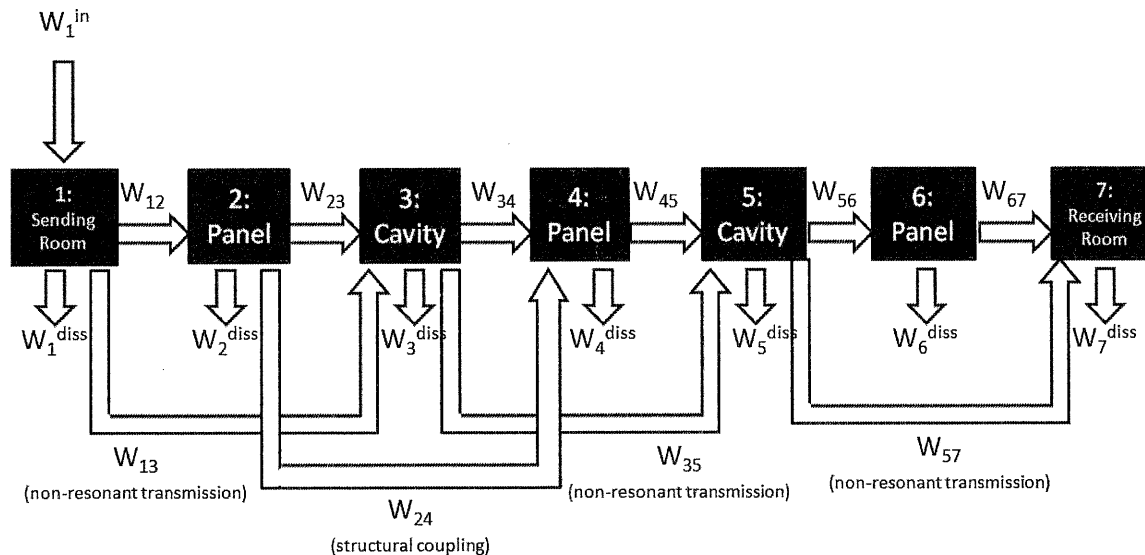 W₁ⁱⁿ
1:
Sending
Room
W₁₂
2:
Panel
W₂₃
3:
Cavity
W₃₄
4:
Panel
W₄₅
5:
Cavity
W₅₆
6:
Panel
W₆₇
7:
Receiving
Room
W₁ᵈⁱˢˢ
W₂ᵈⁱˢˢ
W₃ᵈⁱˢˢ
W₄ᵈⁱˢˢ
W₅ᵈⁱˢˢ
W₆ᵈⁱˢˢ
W₇ᵈⁱˢˢ
W₁₃
(non-resonant transmission)
W₂₄
(structural coupling)
W₃₅
(non-resonant transmission)
W₅₇
(non-resonant transmission)